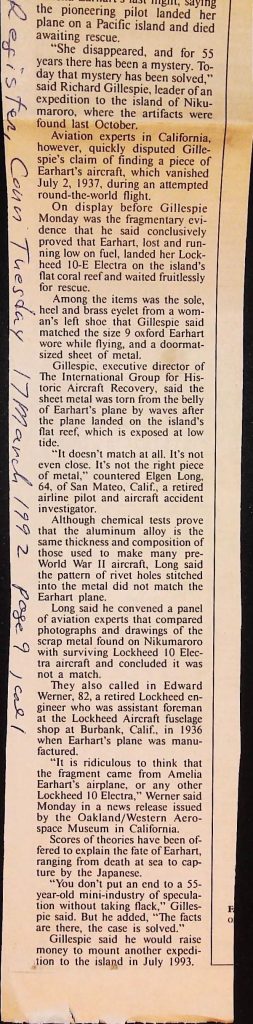 Earhart's last flight, saying
the pioneering pilot landed her
plane on a Pacific island and died
awaiting rescue.
"She disappeared, and for 55
years there has been a mystery. To-
day that mystery has been solved,"
said Richard Gillespie, leader of an
expedition to the island of Niku-
maroro, where the artifacts were
found last October.
Aviation experts in California,
however, quickly disputed Gille-
spie's claim of finding a piece of
Earhart's aircraft, which vanished
July 2, 1937, during an attempted
round-the-world flight.
On display before Gillespie
Monday was the fragmentary evi-
dence that he said conclusively
proved that Earhart, lost and run-
ning low on fuel, landed her Lock-
heed 10-E Electra on the island's
flat coral reef and waited fruitlessly
for rescue.
Among the items was the sole,
heel and brass eyelet from a wom-
an's left shoe that Gillespie said
matched the size 9 oxford Earhart
wore while flying, and a doormat-
sized sheet of metal.
Gillespie, executive director of
The International Group for His-
toric Aircraft Recovery, said the
sheet metal was torn from the belly
of Earhart's plane by waves after
the plane landed on the island's
flat reef, which is exposed at low
tide.
"It doesn't match at all. It's not
even close. It's not the right piece
of metal," countered Elgen Long,
64, of San Mateo, Calif., a retired
airline pilot and aircraft accident
investigator.
Although chemical tests prove
that the aluminum alloy is the
same thickness and composition of
those used to make many pre-
World War II aircraft, Long said
the pattern of rivet holes stitched
into the metal did not match the
Earhart plane.
Long said he convened a panel
of aviation experts that compared
photographs and drawings of the
scrap metal found on Nikumaroro
with surviving Lockheed 10 Elec-
tra aircraft and concluded it was
not a match.
They also called in Edward
Werner, 82, a retired Lockheed en-
gineer who was assistant foreman
at the Lockheed Aircraft fuselage
shop at Burbank, Calif., in 1936
when Earhart's plane was manu-
factured.
"It is ridiculous to think that
the fragment came from Amelia
Earhart's airplane, or any other
Lockheed 10 Electra," Werner said
Monday in a news release issued
by the Oakland/Western Aero-
space Museum in California.
Scores of theories have been of-
fered to explain the fate of Earhart,
ranging from death at sea to cap-
ture by the Japanese.
"You don't put an end to a 55-
year-old mini-industry of specula-
tion without taking flack," Gilles-
pie said. But he added, "The facts
are there, the case is solved."
Gillespie said he would raise
money to mount another expedi-
tion to the island in July 1993.
Register, Conn Tuesday 17 March 1992 page 9 , col 1